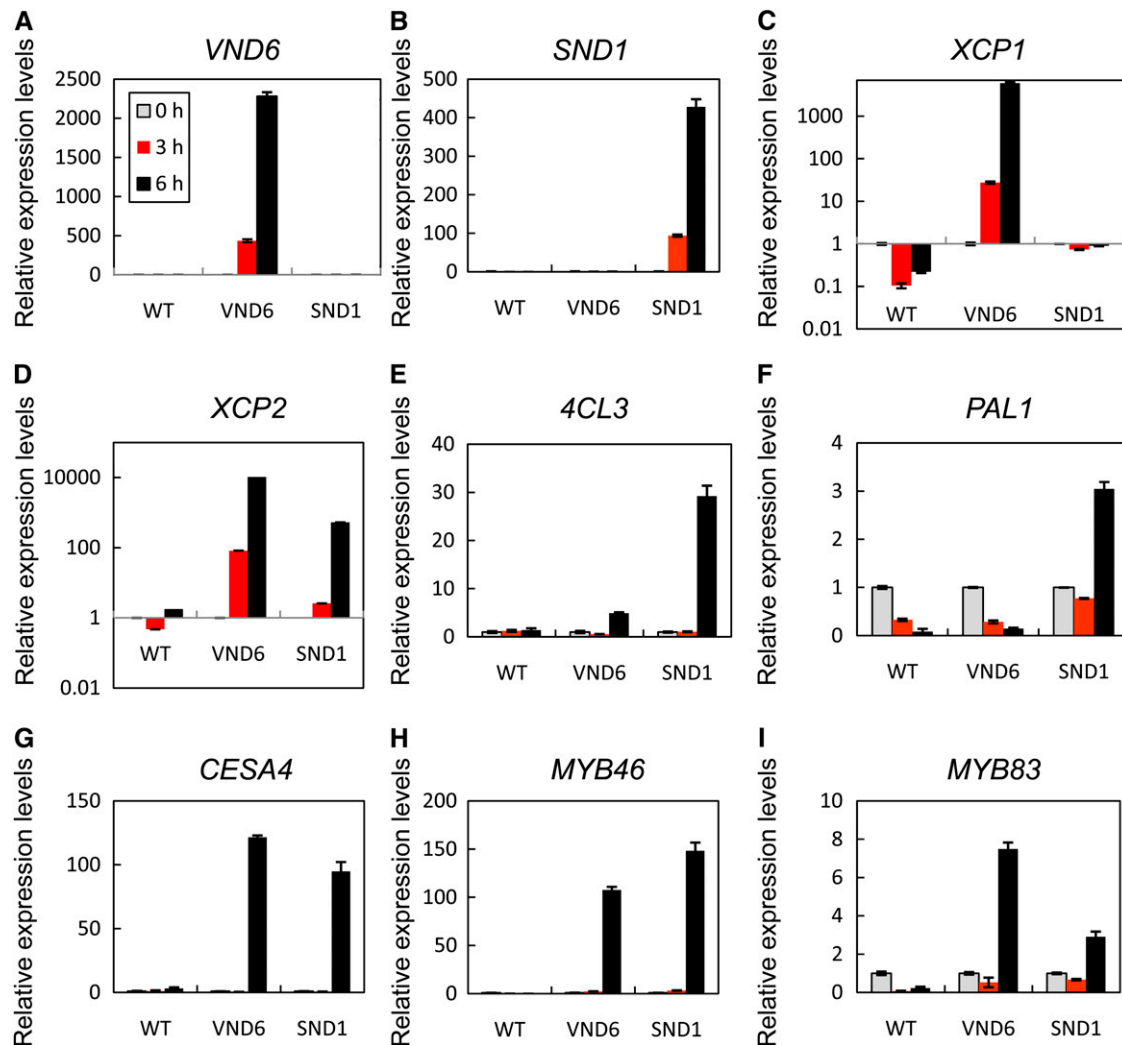 A
VND6
Relative expression levels
2500
2000
1500
1000
500
0
0 h
3 h
6 h
WT VND6 SND1
B
SND1
Relative expression levels
500
400
300
200
100
0
WT VND6 SND1
C
XCP1
Relative expression levels
1000
100
10
1
0.1
0.01
WT VND6 SND1
D
XCP2
Relative expression levels
10000
100
1
0.01
WT VND6 SND1
E
4CL3
Relative expression levels
40
30
20
10
0
WT VND6 SND1
F
PAL1
Relative expression levels
4
3
2
1
0
WT VND6 SND1
G
CESA4
Relative expression levels
150
100
50
0
WT VND6 SND1
H
MYB46
Relative expression levels
200
150
100
50
0
WT VND6 SND1
I
MYB83
Relative expression levels
10
8
6
4
2
0
WT VND6 SND1